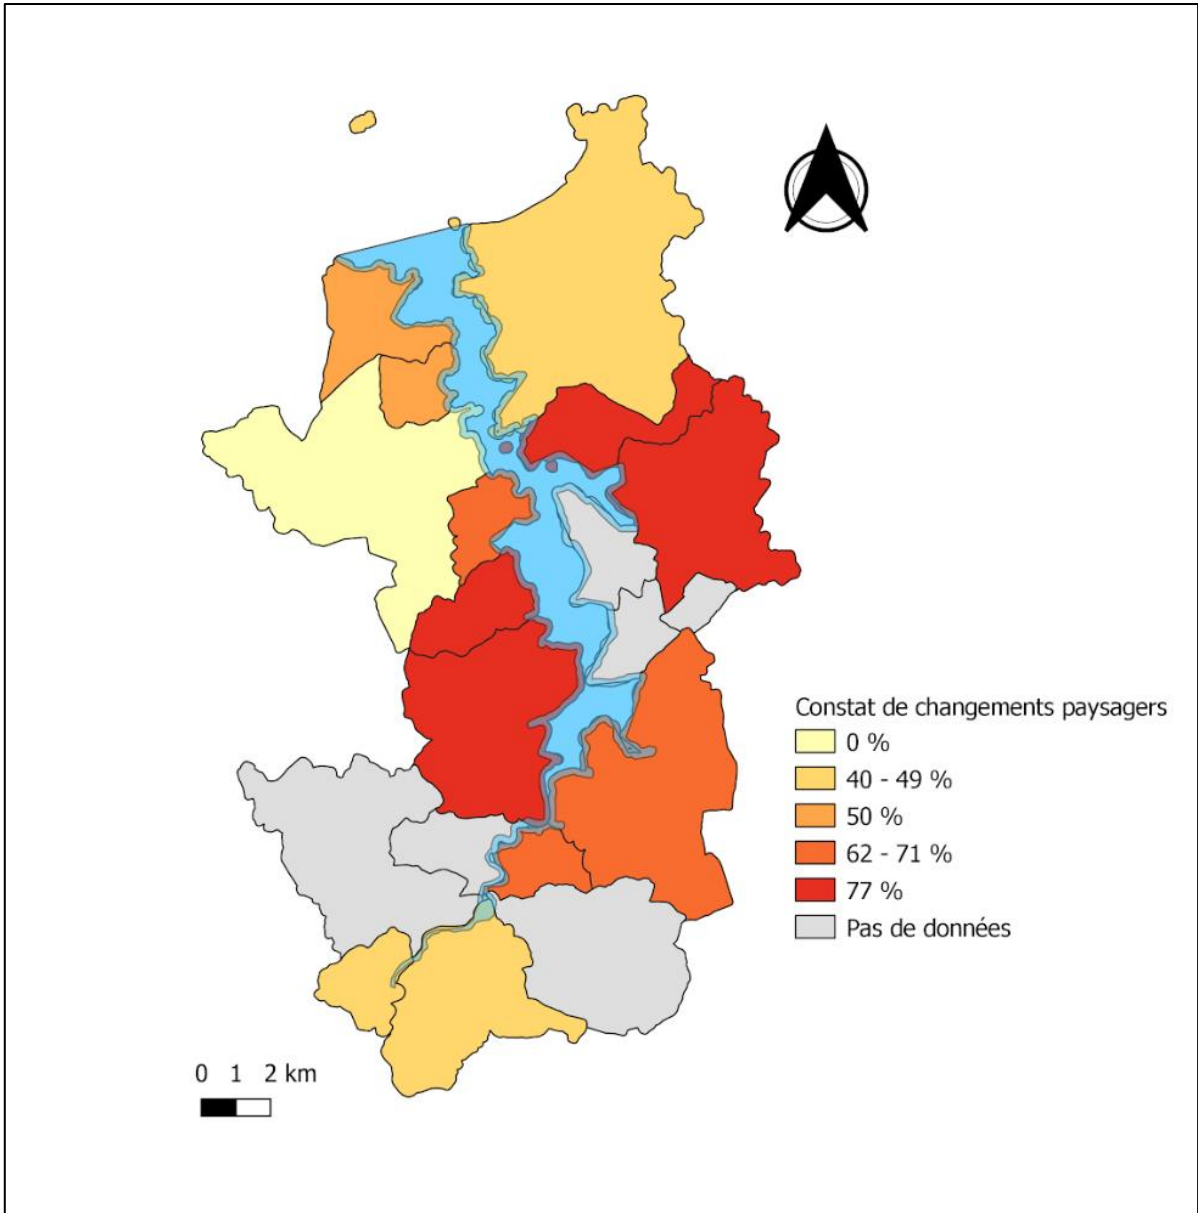 Constat de changements paysagers
0 %
40 - 49 %
50 %
62 - 71 %
77 %
Pas de données
0 1 2 km